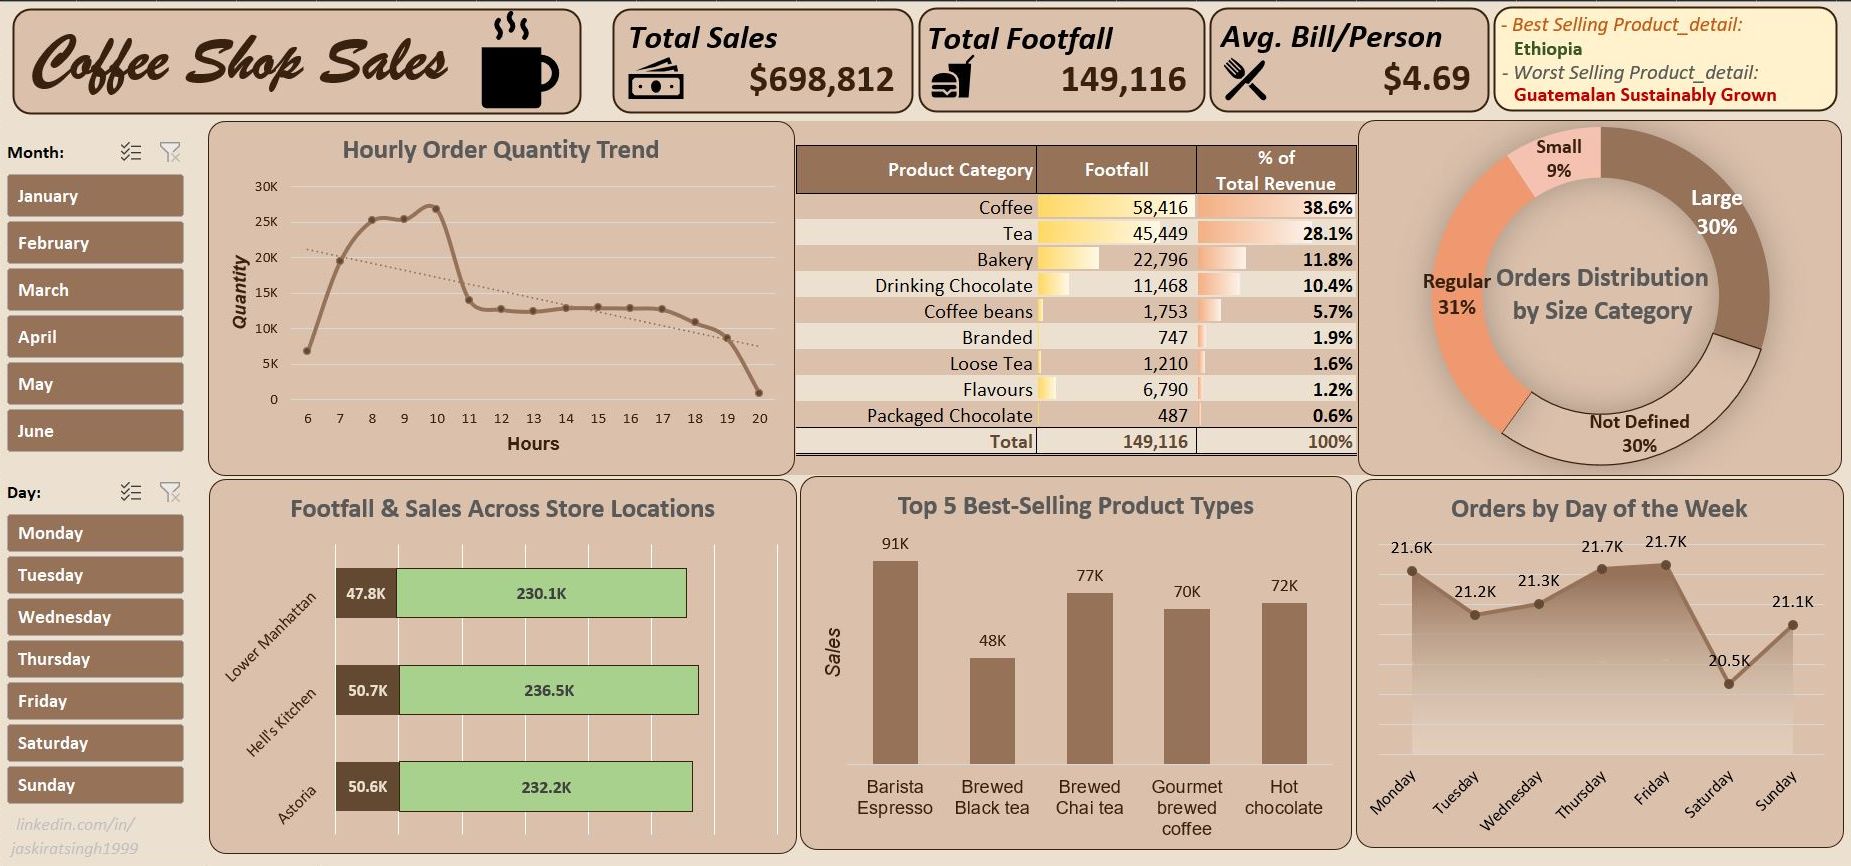 Coffee Shop Sales
Total Sales
$698,812
Total Footfall
149,116
Avg. Bill/Person
$4.69
- Best Selling Product_detail:
Ethiopia
- Worst Selling Product_detail:
Guatemalan Sustainably Grown
Month:
January
February
March
April
May
June
Day:
Monday
Tuesday
Wednesday
Thursday
Friday
Saturday
Sunday
linkedin.com/in/
jaskiratsingh1999
Hourly Order Quantity Trend
Quantity
30K
25K
20K
15K
10K
5K
0
6 7 8 9 10 11 12 13 14 15 16 17 18 19 20
Hours
Product Category Footfall % of
Total Revenue
Coffee 58,416 38.6%
Tea 45,449 28.1%
Bakery 22,796 11.8%
Drinking Chocolate 11,468 10.4%
Coffee beans 1,753 5.7%
Branded 747 1.9%
Loose Tea 1,210 1.6%
Flavours 6,790 1.2%
Packaged Chocolate 487 0.6%
Total 149,116 100%
Small
9%
Large
30%
Regular
31%
Orders Distribution
by Size Category
Not Defined
30%
Footfall & Sales Across Store Locations
Lower Manhattan 47.8K 230.1K
Hell's Kitchen 50.7K 236.5K
Astoria 50.6K 232.2K
Top 5 Best-Selling Product Types
Sales
91K
48K
77K
70K
72K
Barista
Espresso
Brewed
Black tea
Brewed
Chai tea
Gourmet
brewed
coffee
Hot
chocolate
Orders by Day of the Week
21.6K
21.2K
21.3K
21.7K
21.7K
20.5K
21.1K
Monday
Tuesday
Wednesday
Thursday
Friday
Saturday
Sunday